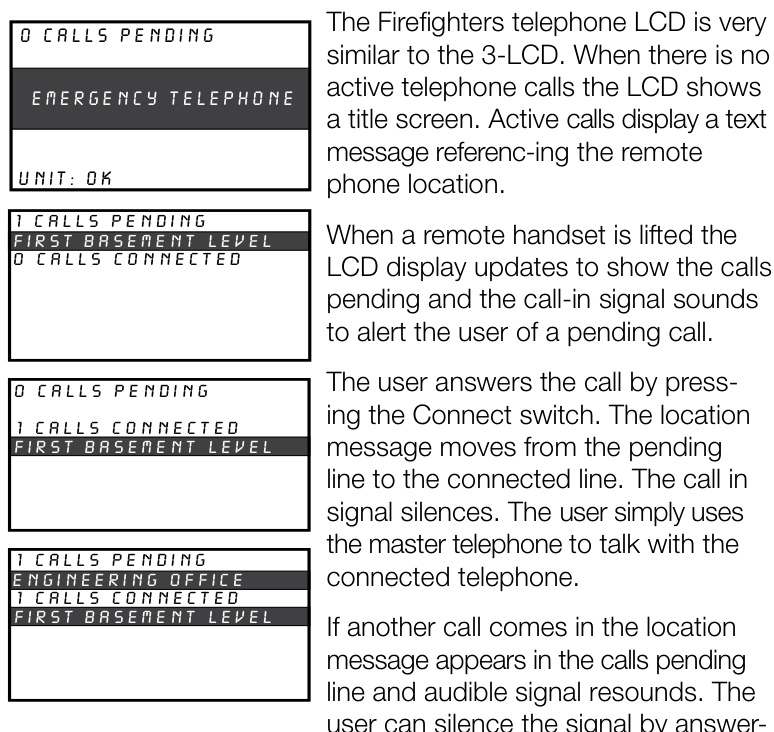 0 CALLS PENDING
EMERGENCY TELEPHONE
UNIT: OK
1 CALLS PENDING
FIRST BASEMENT LEVEL
0 CALLS CONNECTED
0 CALLS PENDING
1 CALLS CONNECTED
FIRST BASEMENT LEVEL
1 CALLS PENDING
ENGINEERING OFFICE
1 CALLS CONNECTED
FIRST BASEMENT LEVEL
The Firefighters telephone LCD is very
similar to the 3-LCD. When there is no
active telephone calls the LCD shows
a title screen. Active calls display a text
message referenc-ing the remote
phone location.
When a remote handset is lifted the
LCD display updates to show the calls
pending and the call-in signal sounds
to alert the user of a pending call.
The user answers the call by press-
ing the Connect switch. The location
message moves from the pending
line to the connected line. The call in
signal silences. The user simply uses
the master telephone to talk with the
connected telephone.
If another call comes in the location
message appears in the calls pending
line and audible signal resounds. The
user can silence the signal by answer-